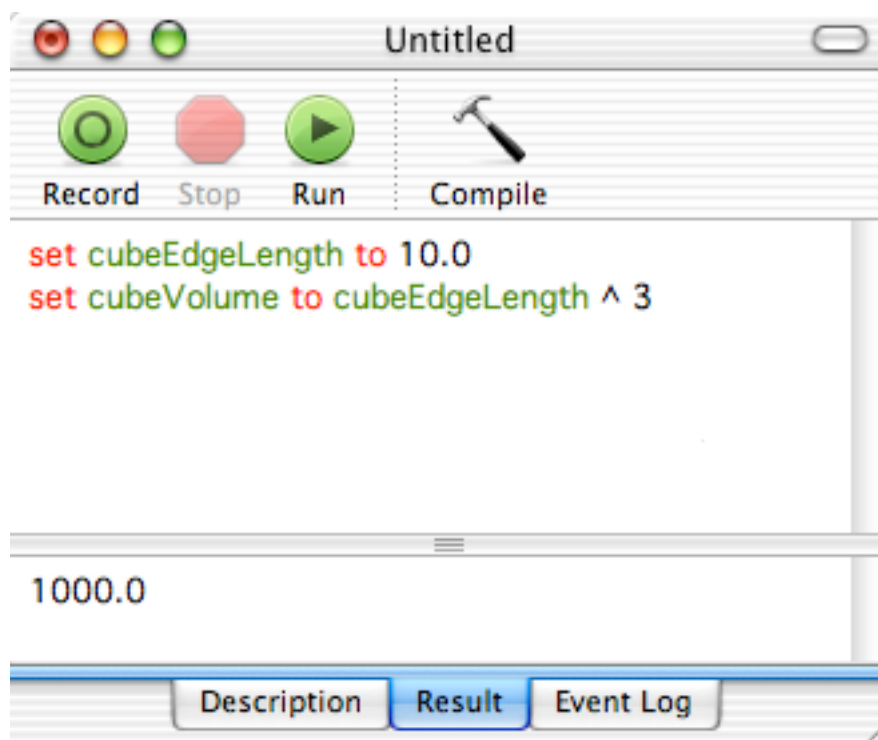 Untitled
Record Stop Run Compile
set cubeEdgeLength to 10.0
set cubeVolume to cubeEdgeLength ^ 3
1000.0
Description Result Event Log